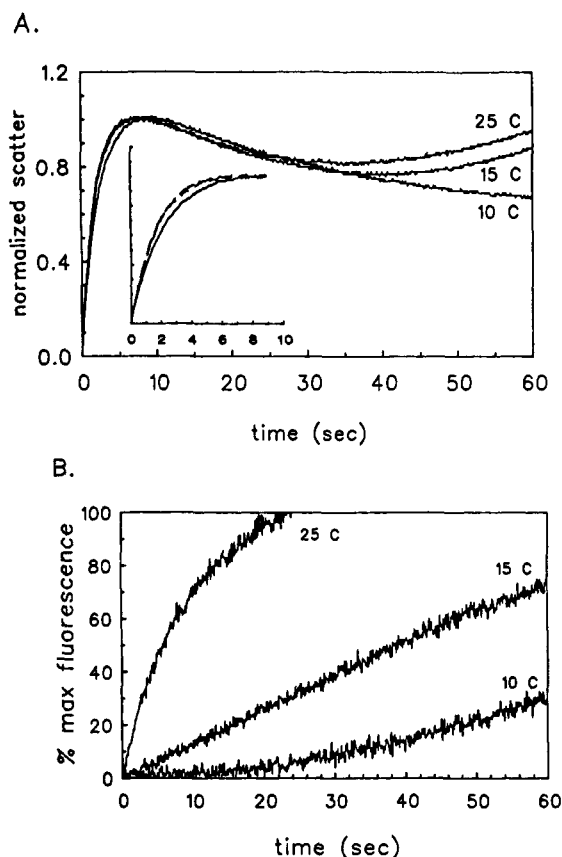 A.
normalized scatter
1.2
0.8
0.4
0.0
25 C
15 C
10 C
0 2 4 6 8 10
0 10 20 30 40 50 60
time (sec)
B.
% max fluorescence
100
80
60
40
20
0
25 C
15 C
10 C
0 10 20 30 40 50 60
time (sec)